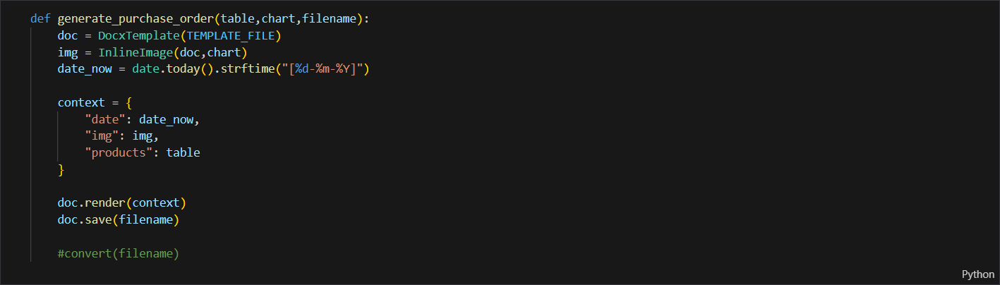 def generate_purchase_order(table,chart,filename):
    doc = DocxTemplate(TEMPLATE_FILE)
    img = InlineImage(doc,chart)
    date_now = date.today().strftime("[%d-%m-%Y]")

    context = {
        "date": date_now,
        "img": img,
        "products": table
    }

    doc.render(context)
    doc.save(filename)

    #convert(filename)
Python